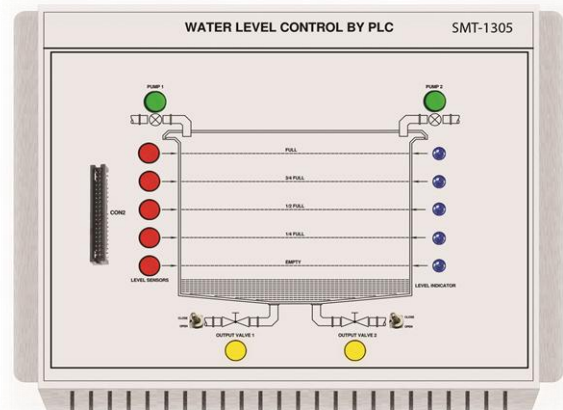 WATER LEVEL CONTROL BY PLC
SMT-1305
PUMP 1
PUMP 2
FULL
3/4 FULL
CON2
1/2 FULL
1/4 FULL
EMPTY
LEVEL SENSORS
LEVEL INDICATOR
CLOSE
OPEN
OUTPUT VALVE 1
OUTPUT VALVE 2
CLOSE
OPEN